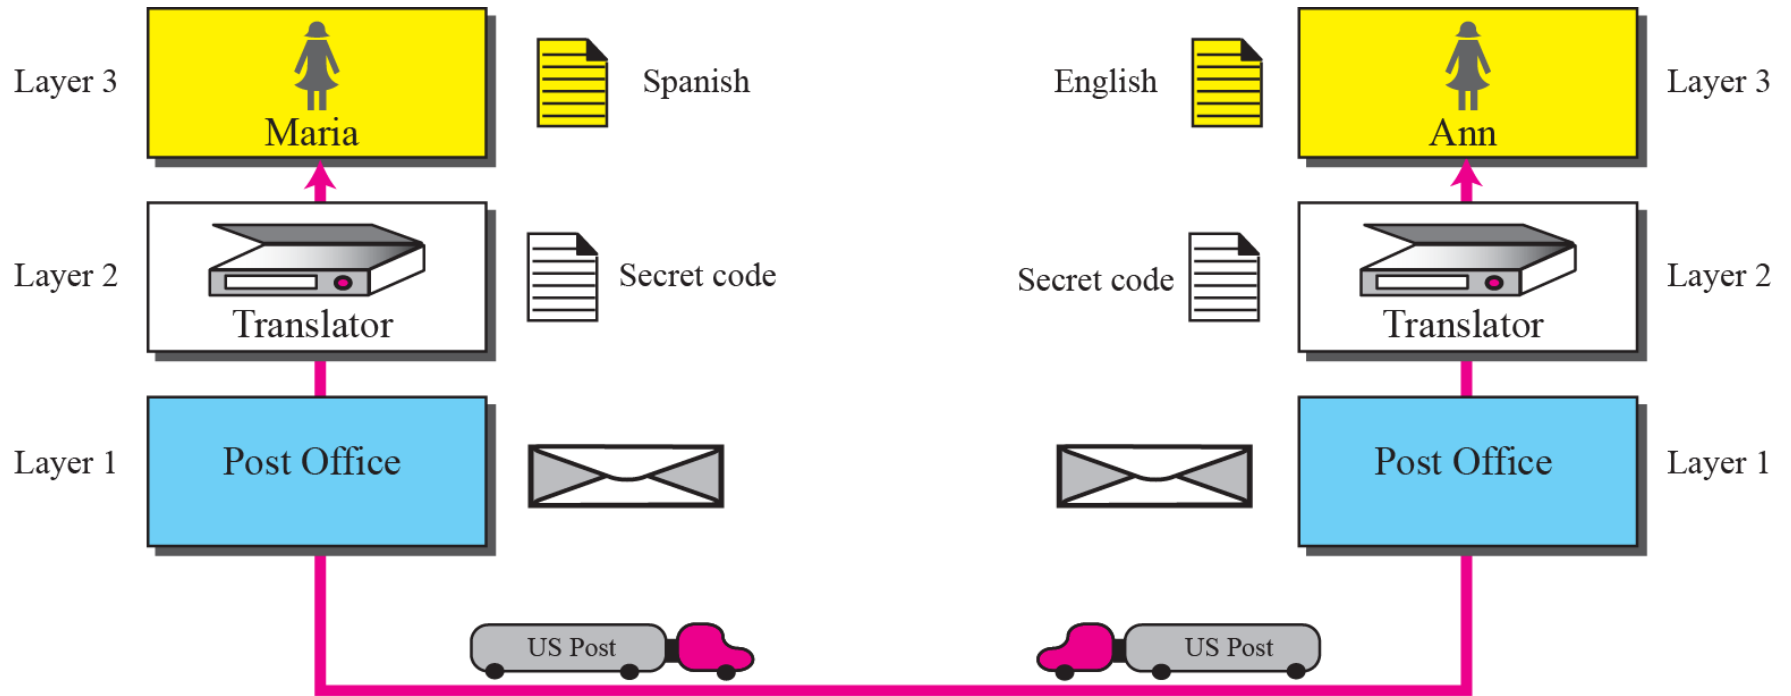 Layer 3
Maria
Spanish
English
Ann
Layer 3
Layer 2
Translator
Secret code
Secret code
Translator
Layer 2
Layer 1
Post Office
Post Office
Layer 1
US Post
US Post